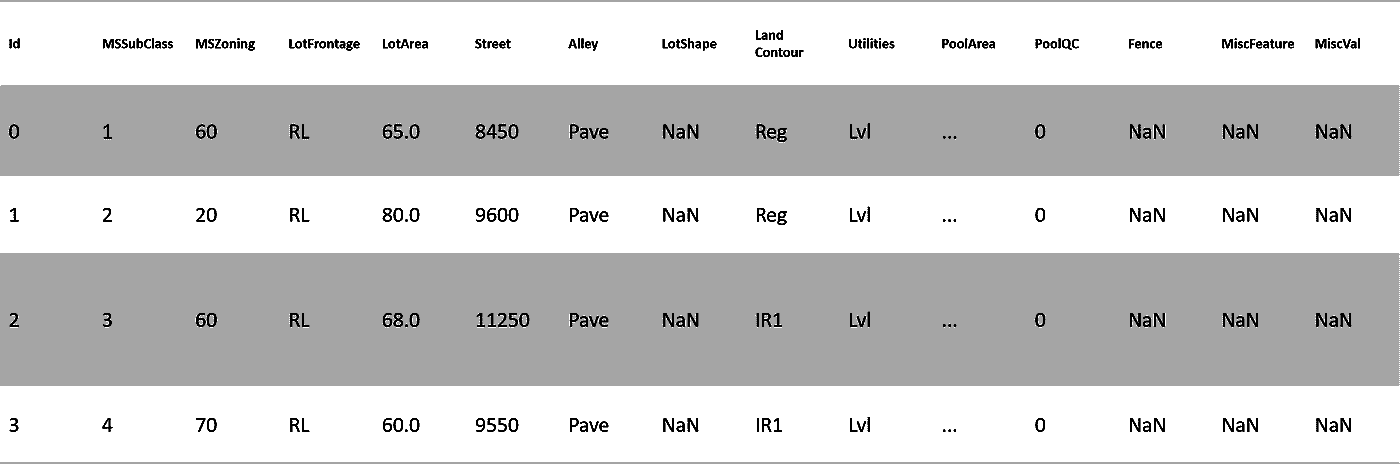 Id MSSubClass MSZoning LotFrontage LotArea Street Alley LotShape Land Contour Utilities PoolArea PoolQC Fence MiscFeature MiscVal
0 1 60 RL 65.0 8450 Pave NaN Reg Lvl ... 0 NaN NaN NaN
1 2 20 RL 80.0 9600 Pave NaN Reg Lvl ... 0 NaN NaN NaN
2 3 60 RL 68.0 11250 Pave NaN IR1 Lvl ... 0 NaN NaN NaN
3 4 70 RL 60.0 9550 Pave NaN IR1 Lvl ... 0 NaN NaN NaN